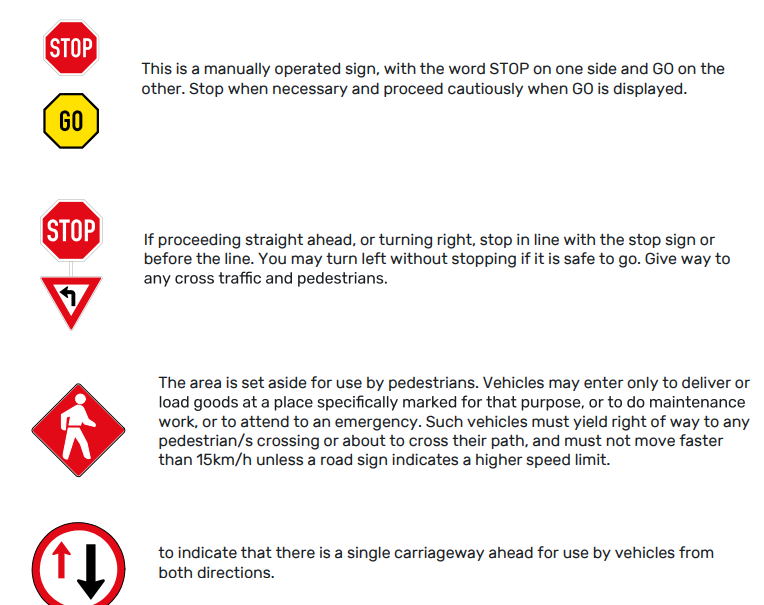 STOP
This is a manually operated sign, with the word STOP on one side and GO on the
other. Stop when necessary and proceed cautiously when GO is displayed.
GO
STOP
If proceeding straight ahead, or turning right, stop in line with the stop sign or
before the line. You may turn left without stopping if it is safe to go. Give way to
any cross traffic and pedestrians.
The area is set aside for use by pedestrians. Vehicles may enter only to deliver or
load goods at a place specifically marked for that purpose, or to do maintenance
work, or to attend to an emergency. Such vehicles must yield right of way to any
pedestrian/s crossing or about to cross their path, and must not move faster
than 15km/h unless a road sign indicates a higher speed limit.
to indicate that there is a single carriageway ahead for use by vehicles from
both directions.